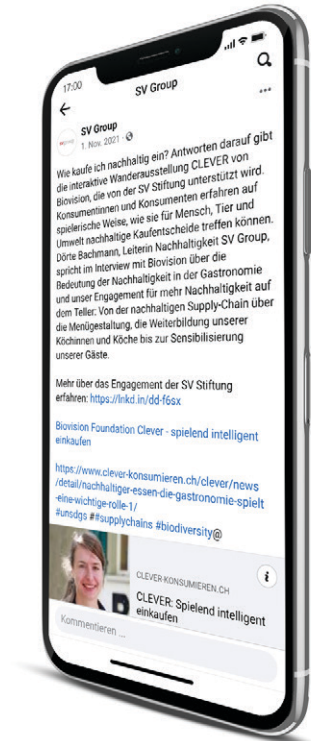 17:00
SV Group
SV Group
1. Nov. 2021 ·
Wie kaufe ich nachhaltig ein? Antworten darauf gibt
die interaktive Wanderausstellung CLEVER von
Biovision, die von der SV Stiftung unterstützt wird.
Konsumentinnen und Konsumenten erfahren auf
spielerische Weise, wie sie für Mensch, Tier und
Umwelt nachhaltige Kaufentscheide treffen können.
Dörte Bachmann, Leiterin Nachhaltigkeit SV Group,
spricht im Interview mit Biovision über die
Bedeutung der Nachhaltigkeit in der Gastronomie
und unser Engagement für mehr Nachhaltigkeit auf
dem Teller: Von der nachhaltigen Supply-Chain über
die Menügestaltung, die Weiterbildung unserer
Köchinnen und Köche bis zur Sensibilisierung
unserer Gäste.
Mehr über das Engagement der SV Stiftung
erfahren: https://lnkd.in/dd-f6sx
Biovision Foundation Clever - spielend intelligent
einkaufen
https://www.clever-konsumieren.ch/clever/news
/detail/nachhaltiger-essen-die-gastronomie-spielt
-eine-wichtige-rolle-1/
#unsdgs ##supplychains #biodiversity@
CLEVER-KONSUMIEREN.CH
CLEVER: Spielend intelligent
einkaufen
Kommentieren ...